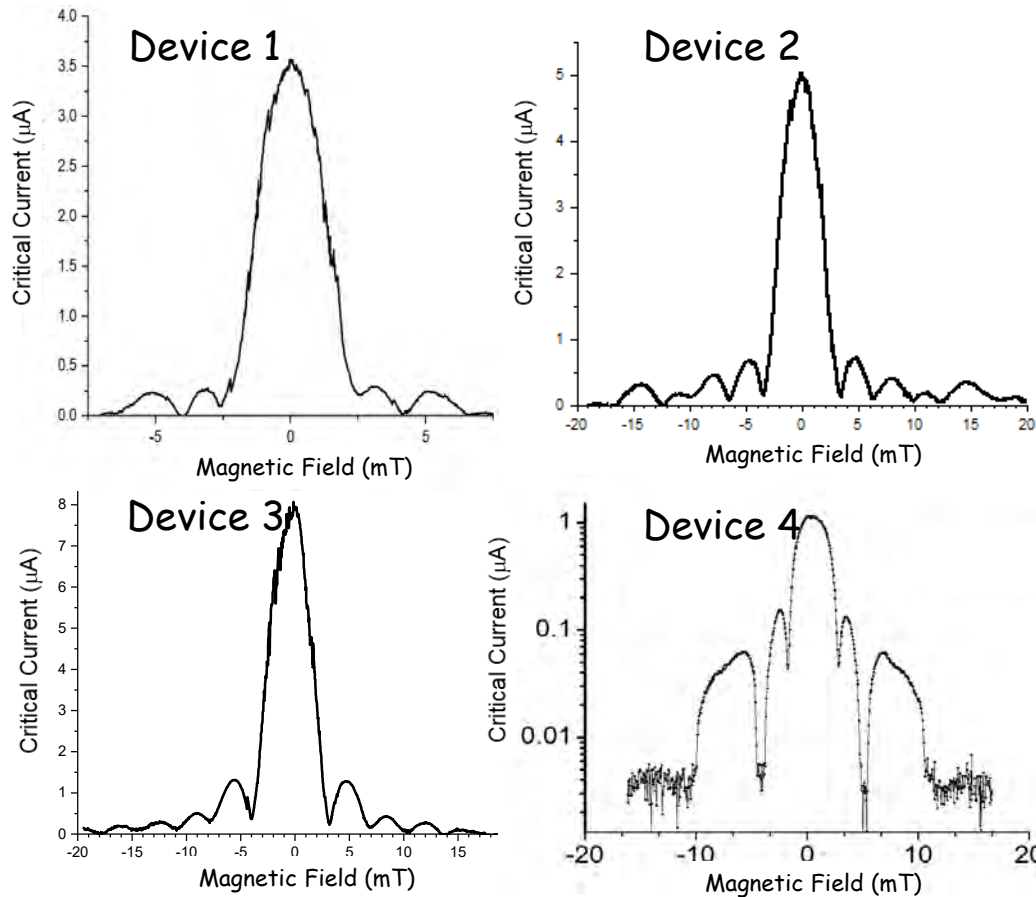 Device 1
4.0
3.5
3.0
2.5
2.0
1.5
1.0
0.5
0.0
Critical Current (μA)
-5 0 5
Magnetic Field (mT)
Device 2
5
4
3
2
1
0
Critical Current (μA)
-20 -15 -10 -5 0 5 10 15 20
Magnetic Field (mT)
Device 3
8
7
6
5
4
3
2
1
0
Critical Current (μA)
-20 -15 -10 -5 0 5 10 15
Magnetic Field (mT)
Device 4
1
0.1
0.01
Critical Current (μA)
-20 -10 0 10 20
Magnetic Field (mT)